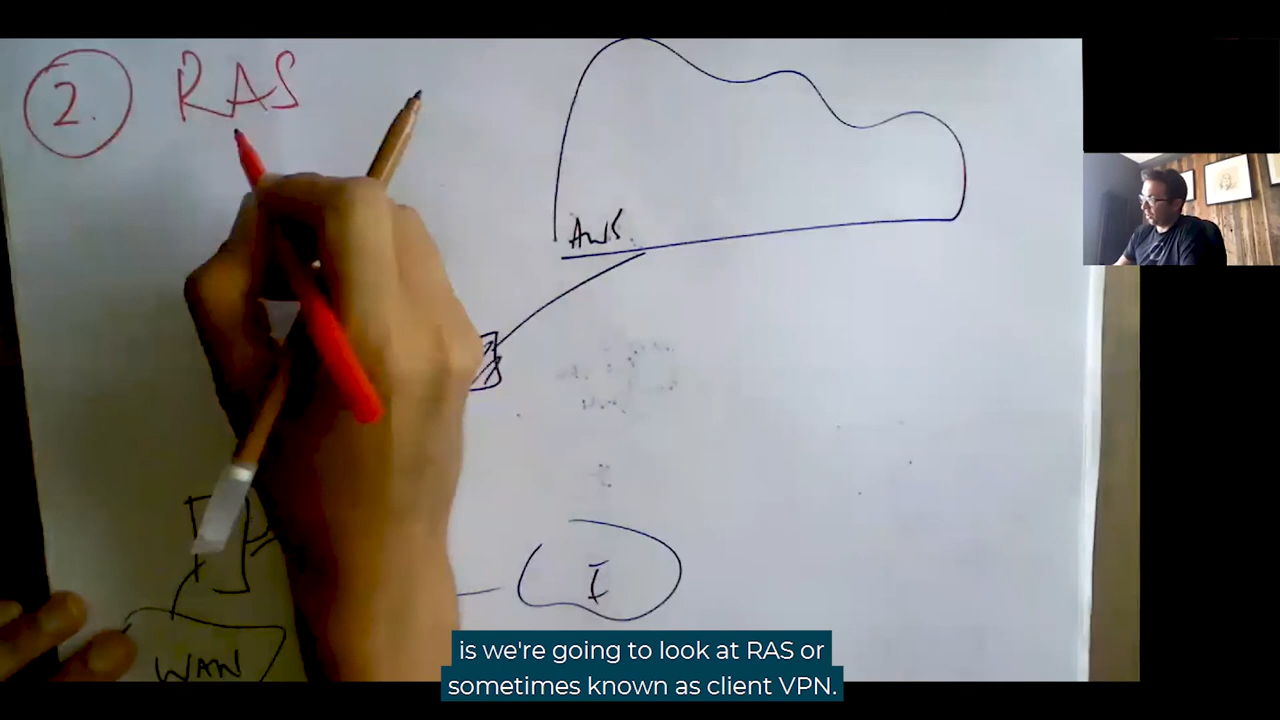 2. RAS
AWS
I
WAN
is we're going to look at RAS or
sometimes known as client VPN.